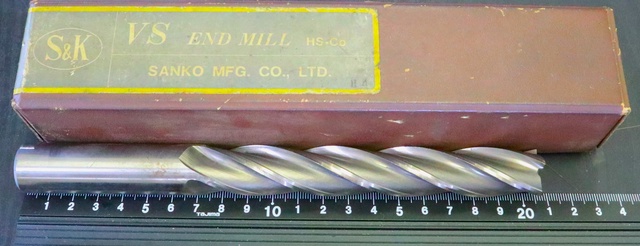 S&K
VS END MILL HS-Co
SANKO MFG. CO., LTD.
1 2 3 4 5 6 7 8 9 10 1 2 3 4 5 6 7 8 9 20 1 2 3 4
TAJIMA